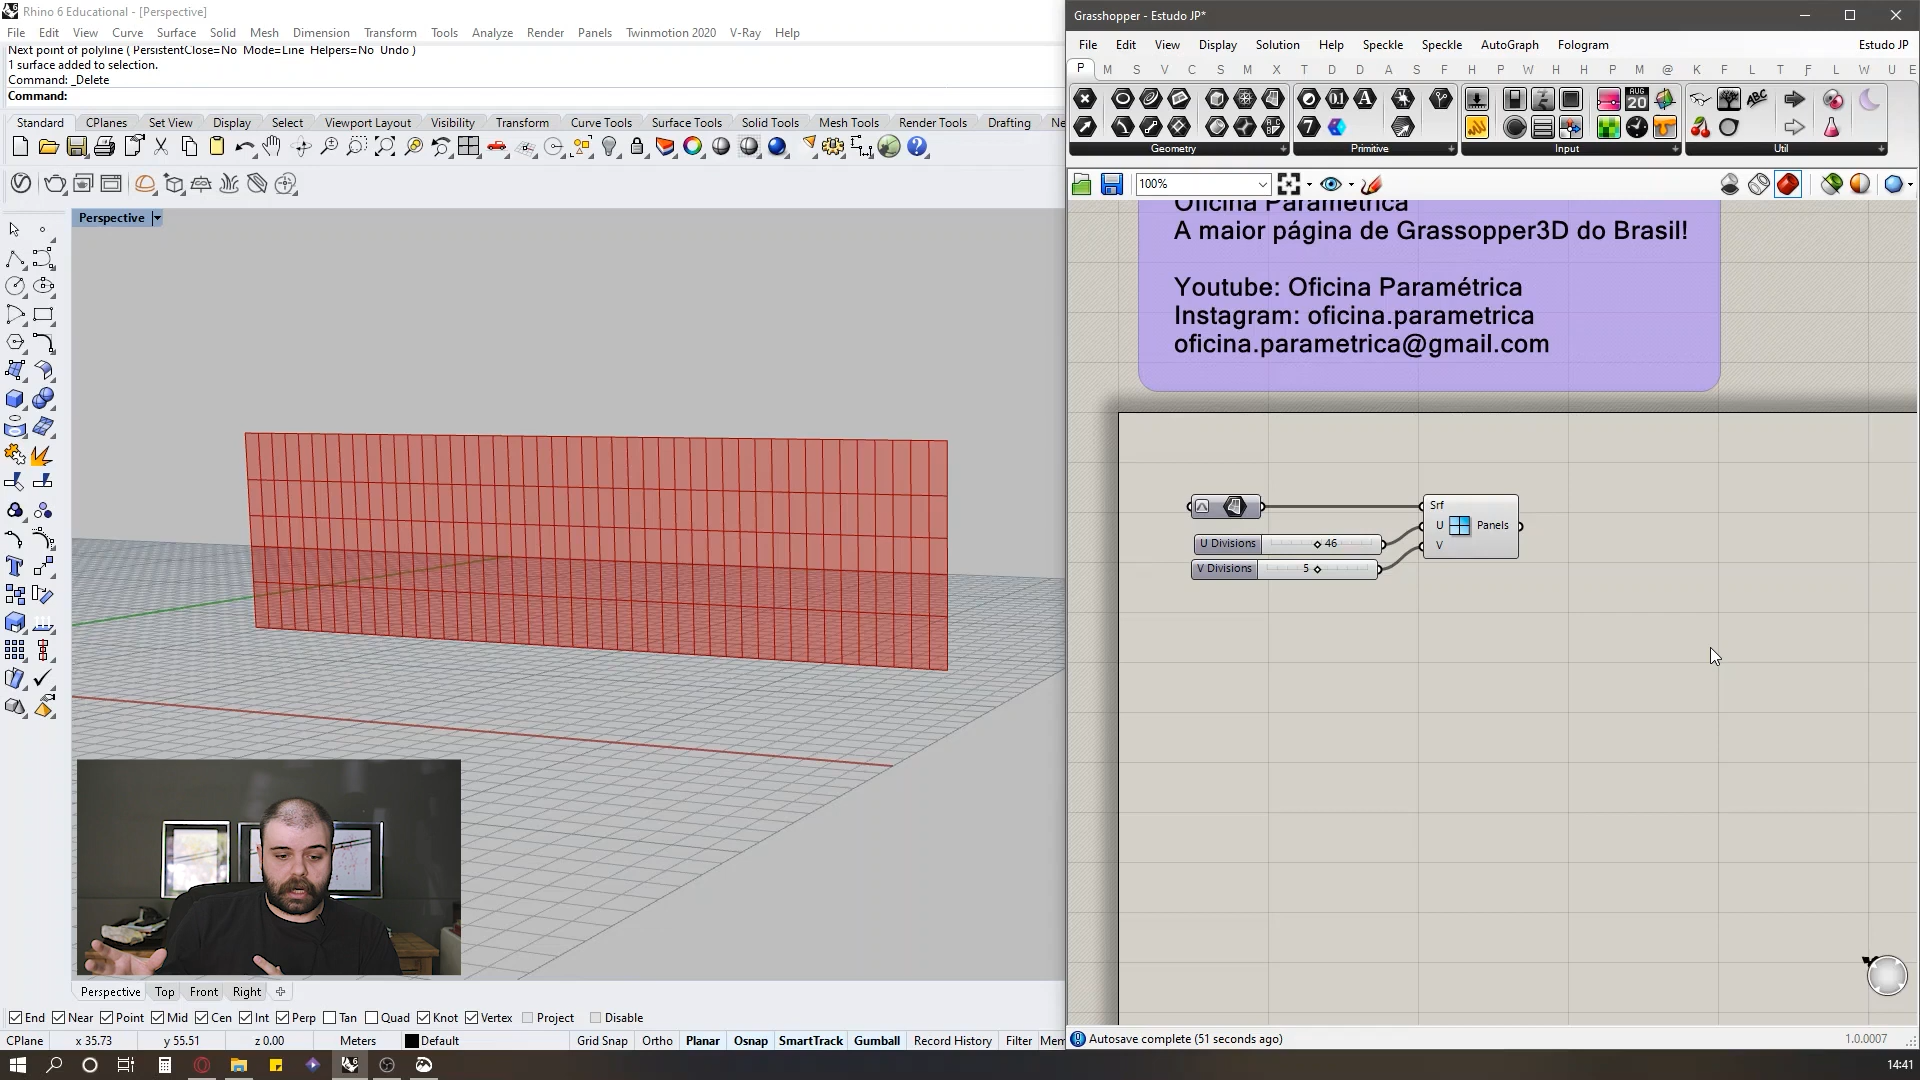 Rhino 6 Educational - [Perspective]
File Edit View Curve Surface Solid Mesh Dimension Transform Tools Analyze Render Panels Twinmotion 2020 V-Ray Help
Next point of polyline ( PersistentClose=No Mode=Line Helpers=No Undo )
1 surface added to selection.
Command: _Delete
Command:
Standard CPlanes Set View Display Select Viewport Layout Visibility Transform Curve Tools Surface Tools Solid Tools Mesh Tools Render Tools Drafting Ne
Perspective
Perspective Top Front Right
End Near Point Mid Cen Int Perp Tan Quad Knot Vertex Project Disable
CPlane x 35.73 y 55.51 z 0.00 Meters Default Grid Snap Ortho Planar Osnap SmartTrack Gumball Record History Filter Mem
Grasshopper - Estudo JP*
File Edit View Display Solution Help Speckle Speckle AutoGraph Fologram Estudo JP
P M S V C S M X T D D A S F H P W H H P M @ K F L T F L W U E
Geometry Primitive Input Util
100%
Oficina Paramétrica
A maior página de Grassopper3D do Brasil!
Youtube: Oficina Paramétrica
Instagram: oficina.parametrica
oficina.parametrica@gmail.com
Srf
U Panels
V
U Divisions 46
V Divisions 5
Autosave complete (51 seconds ago)
1.0.0007
14:41